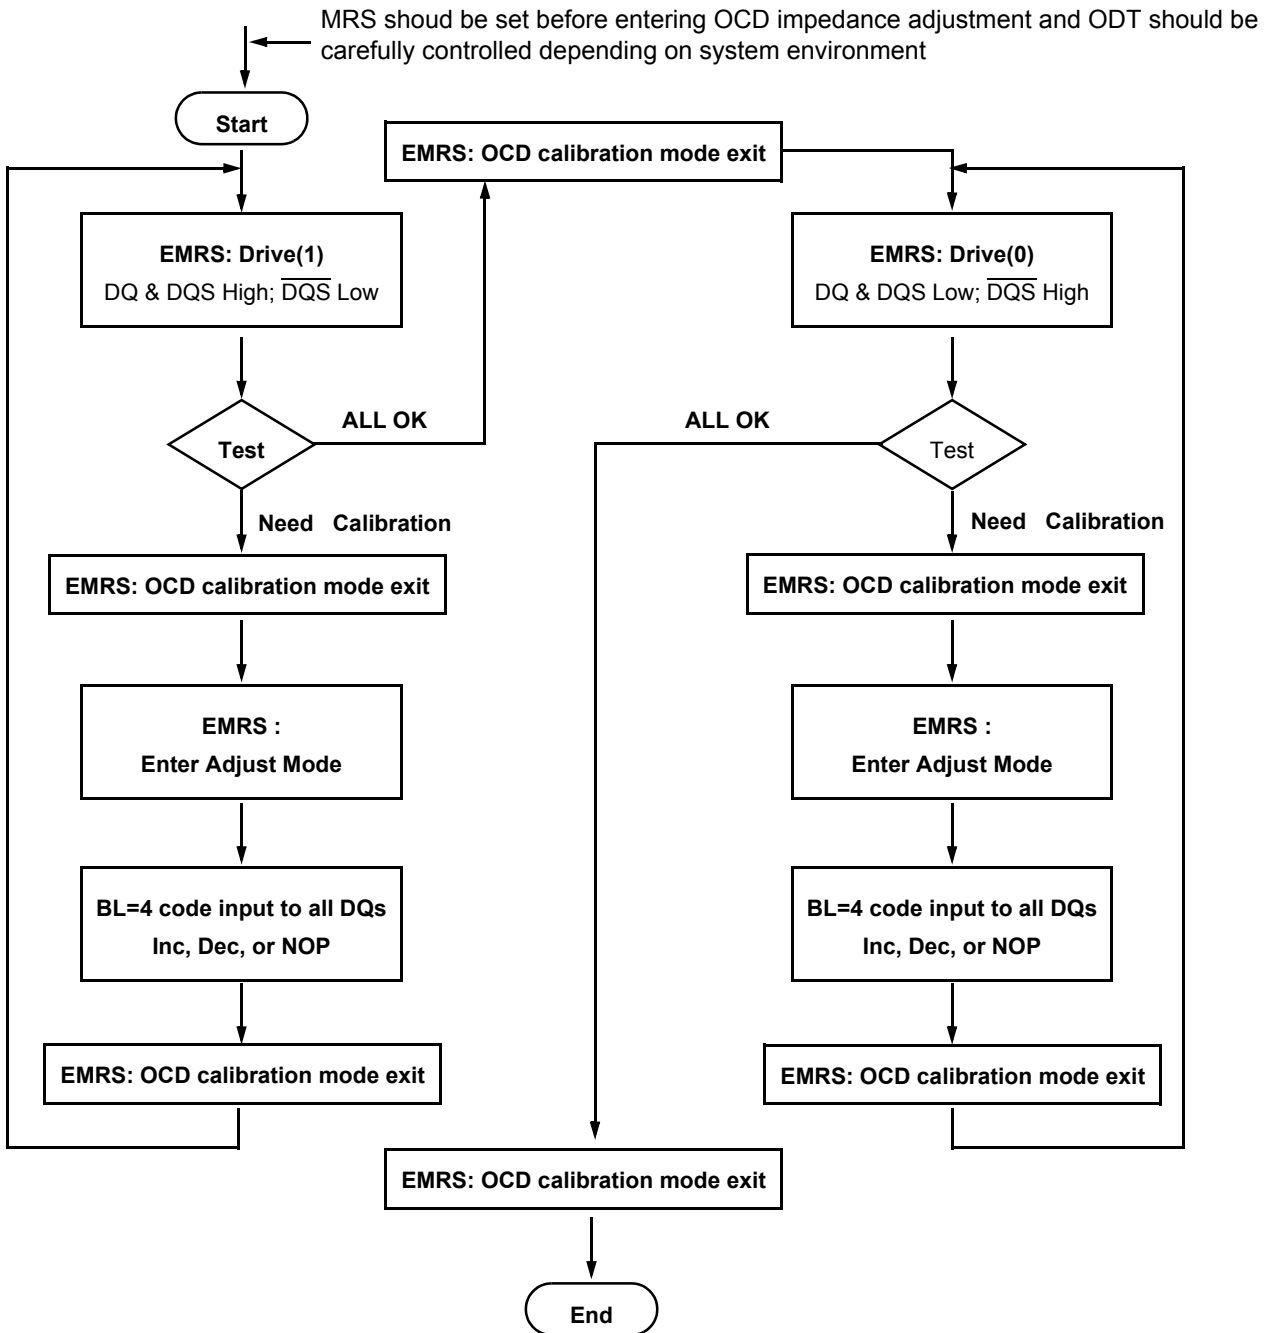 MRS shoud be set before entering OCD impedance adjustment and ODT should be
carefully controlled depending on system environment
Start
EMRS: OCD calibration mode exit
EMRS: Drive(1)
DQ & DQS High; D̅Q̅S̅ Low
EMRS: Drive(0)
DQ & DQS Low; D̅Q̅S̅ High
Test
ALL OK
ALL OK
Test
Need Calibration
Need Calibration
EMRS: OCD calibration mode exit
EMRS: OCD calibration mode exit
EMRS :
Enter Adjust Mode
EMRS :
Enter Adjust Mode
BL=4 code input to all DQs
Inc, Dec, or NOP
BL=4 code input to all DQs
Inc, Dec, or NOP
EMRS: OCD calibration mode exit
EMRS: OCD calibration mode exit
EMRS: OCD calibration mode exit
End